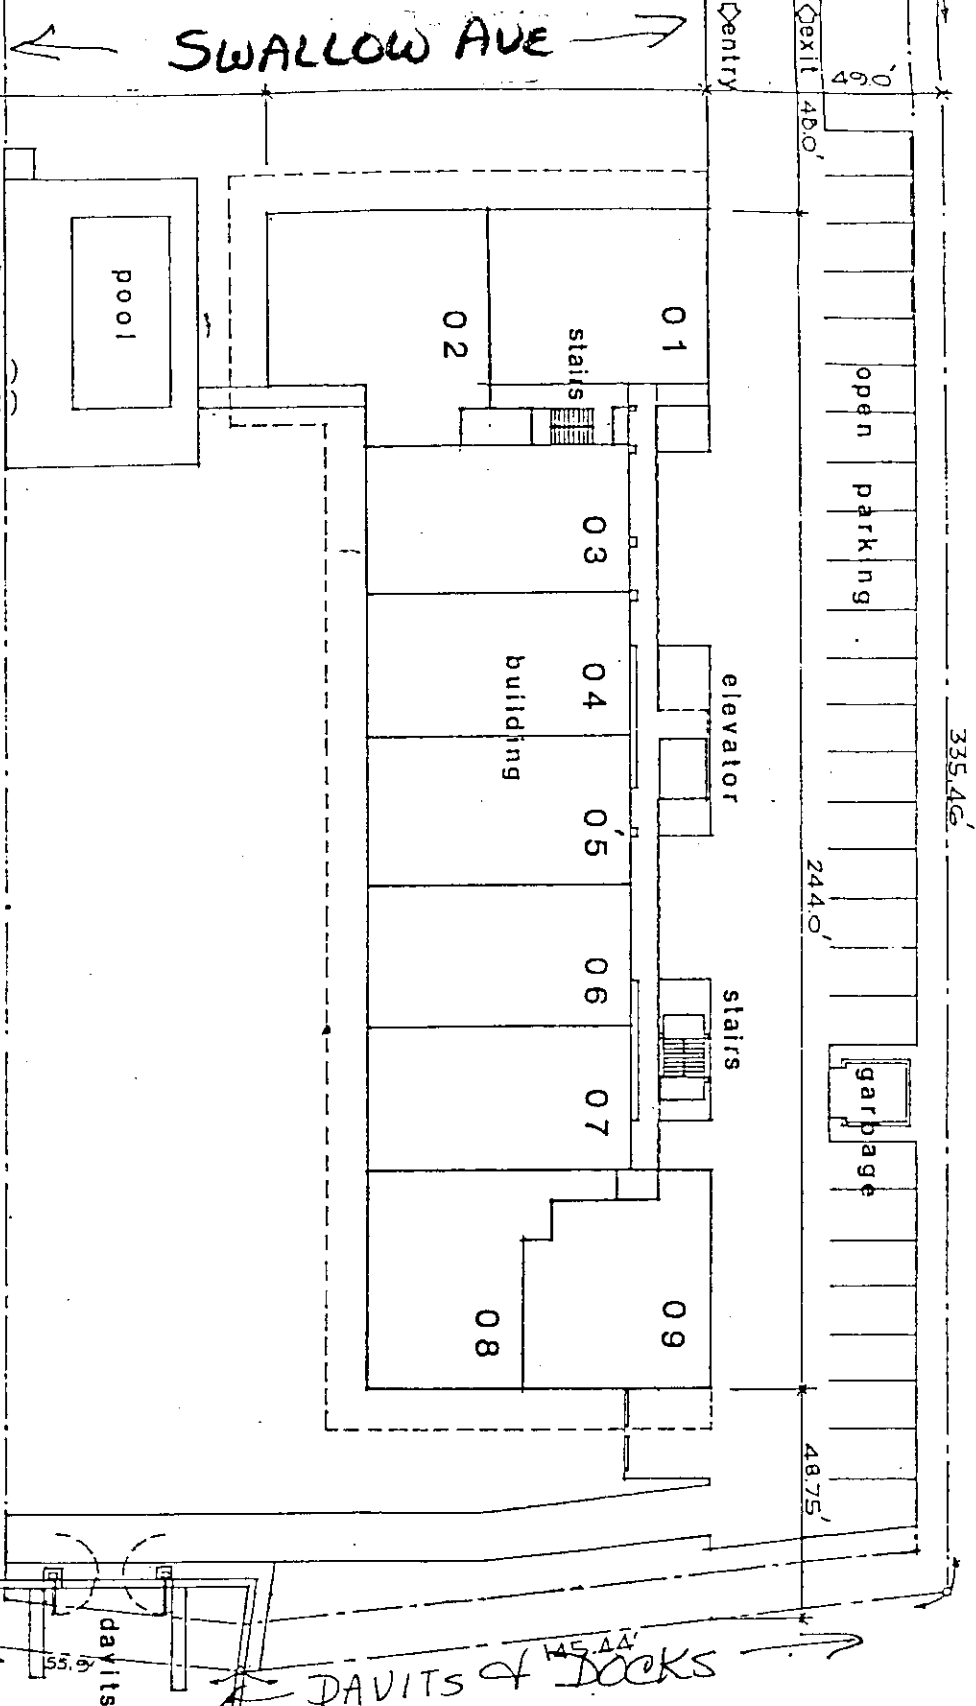 SWALLOW AVE
entry
exit
49.0'
48.0'
pool
01
02
stairs
open parking
03
335.46'
04
building
elevator
05
244.0'
06
stairs
07
garbage
08
09
48.75'
davits
55.9'
145.44'
DAVITS & DOCKS